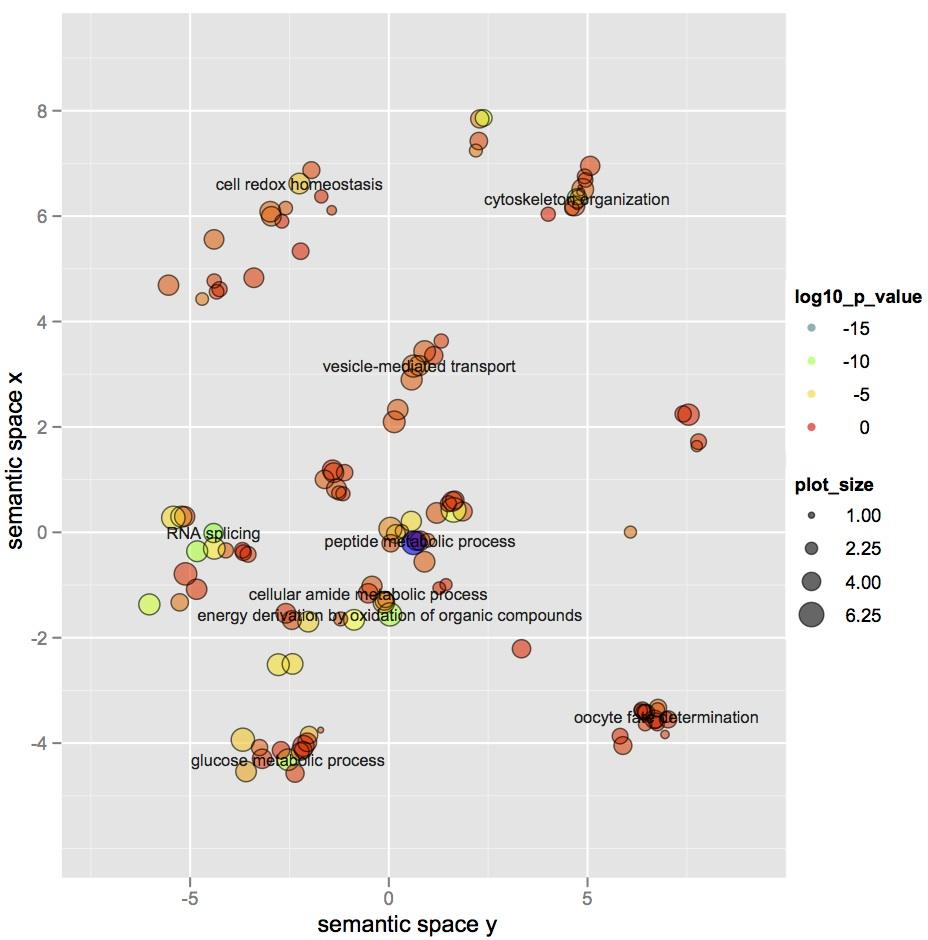 8
6
4
2
0
-2
-4
-5
0
5
semantic space x
semantic space y
cell redox homeostasis
cytoskeleton organization
vesicle-mediated transport
RNA splicing
peptide metabolic process
cellular amide metabolic process
energy derivation by oxidation of organic compounds
oocyte fate determination
glucose metabolic process
log10_p_value
-15
-10
-5
0
plot_size
1.00
2.25
4.00
6.25